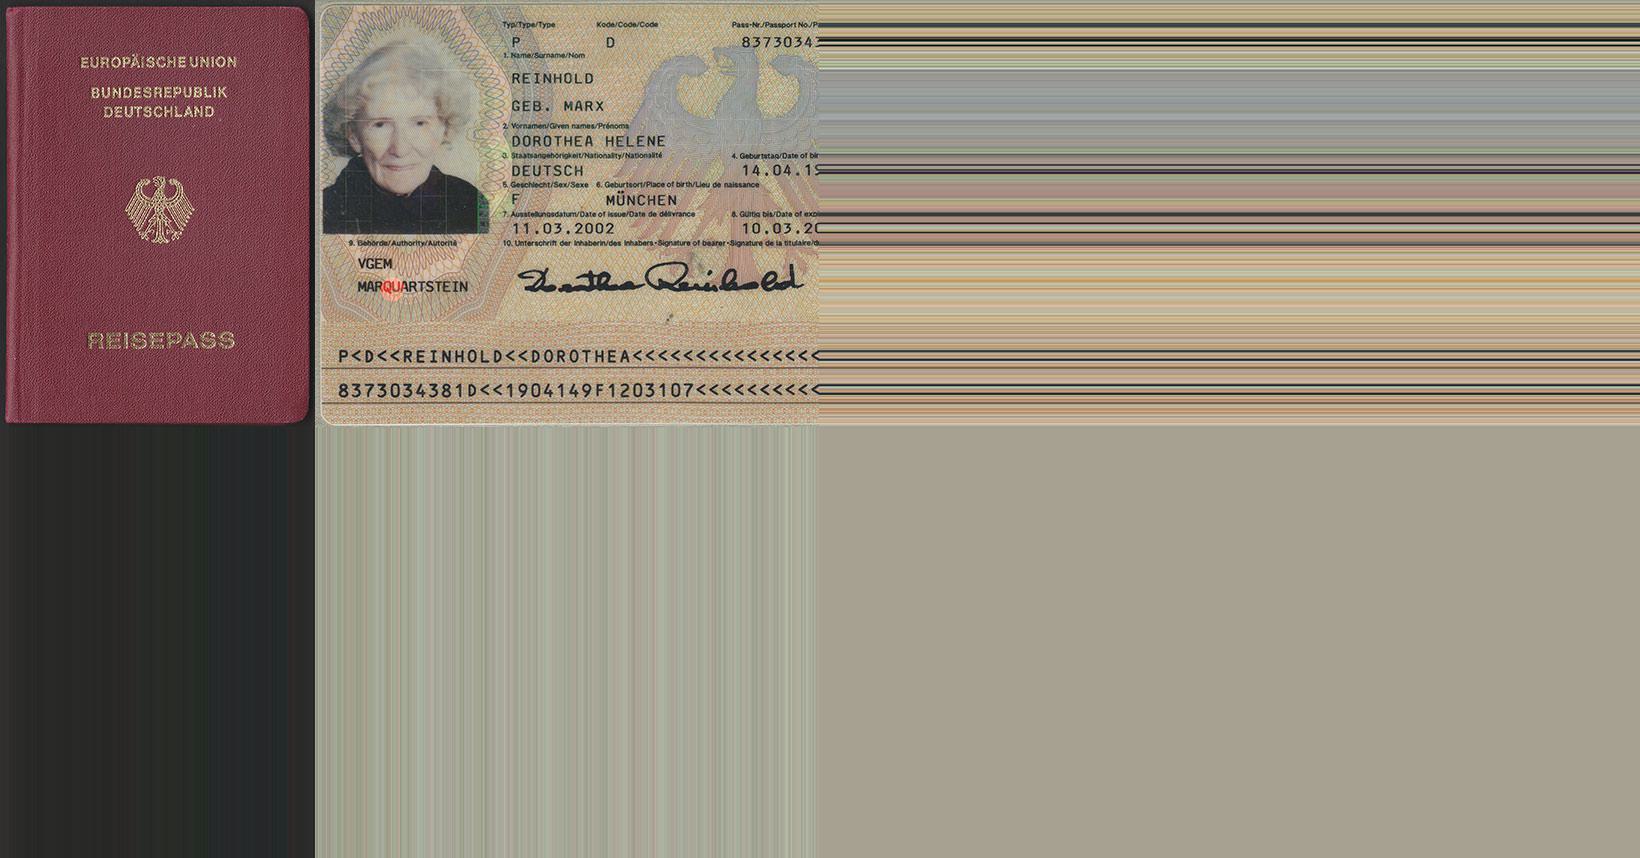 EUROPÄISCHE UNION
BUNDESREPUBLIK
DEUTSCHLAND
REISEPASS
Typ/Type/Type Kode/Code/Code Pass-Nr./Passport No./P
P D 8373034
1. Name/Surname/Nom
REINHOLD
GEB. MARX
2. Vornamen/Given names/Prénoms
DOROTHEA HELENE
3. Staatsangehörigkeit/Nationality/Nationalité 4. Geburtstag/Date of bir
DEUTSCH 14.04.19
5. Geschlecht/Sex/Sexe 6. Geburtsort/Place of birth/Lieu de naissance
F MÜNCHEN
7. Ausstellungsdatum/Date of issue/Date de délivrance 8. Gültig bis/Date of exp
11.03.2002 10.03.20
9. Behörde/Authority/Autorité 10. Unterschrift der Inhaberin/des Inhabers·Signature of bearer·Signature de la titulaire/d
VGEM
MARQUARTSTEIN
Dorothea Reinhold
P<D<<REINHOLD<<DOROTHEA<<<<<<<<<<<<<<<
8373034381D<<1904149F1203107<<<<<<<<<<